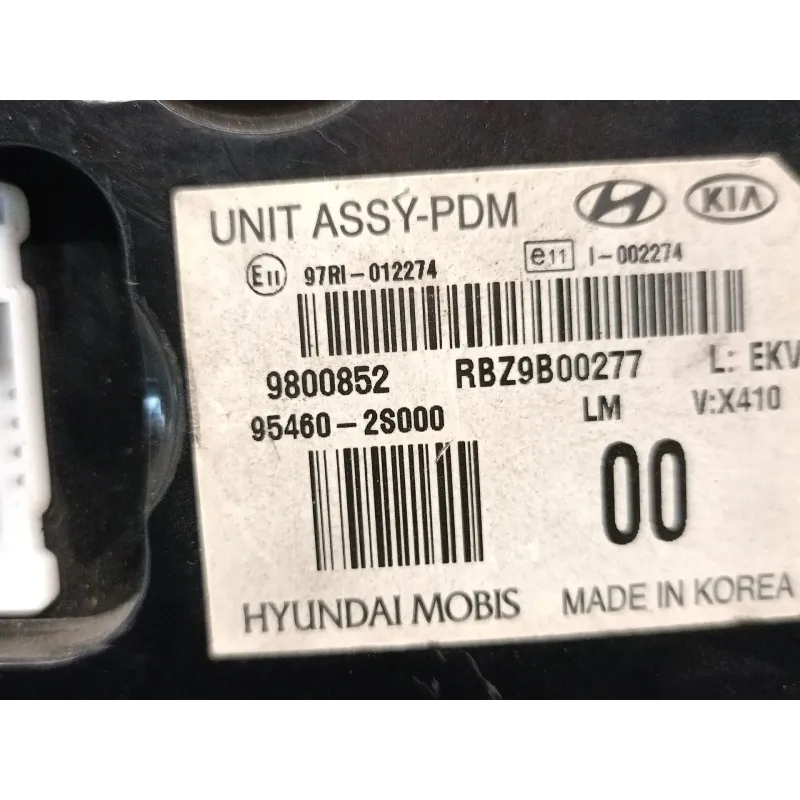 UNIT ASSY-PDM KIA
E11 97RI-012274 e11 I-002274
9800852 RBZ9B00277 L: EKV
95460-2S000 LM V:X410
00
HYUNDAI MOBIS MADE IN KOREA